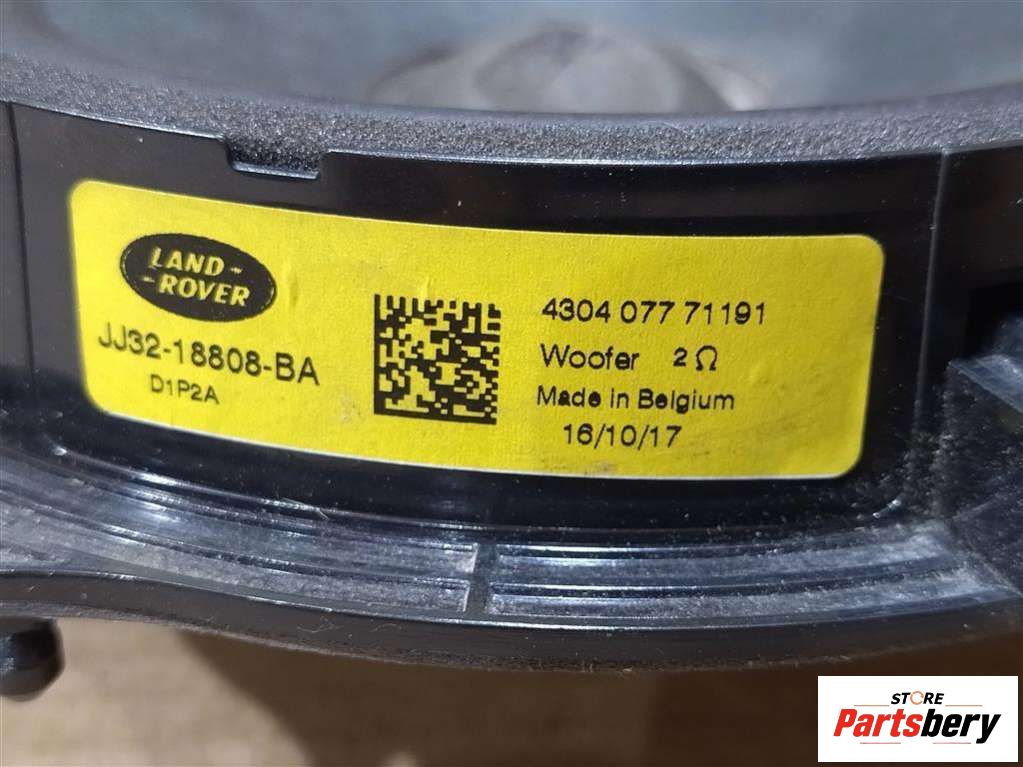 LAND-
-ROVER
JJ32-18808-BA
D1P2A
4304 077 71191
Woofer 2Ω
Made in Belgium
16/10/17
STORE
Partsbery